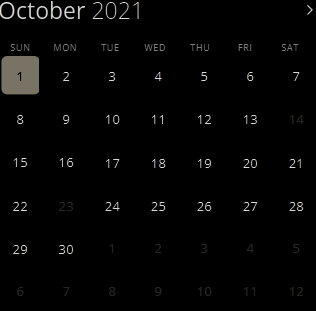 October 2021 >
SUN MON TUE WED THU FRI SAT
1 2 3 4 5 6 7
8 9 10 11 12 13 14
15 16 17 18 19 20 21
22 23 24 25 26 27 28
29 30 1 2 3 4 5
6 7 8 9 10 11 12